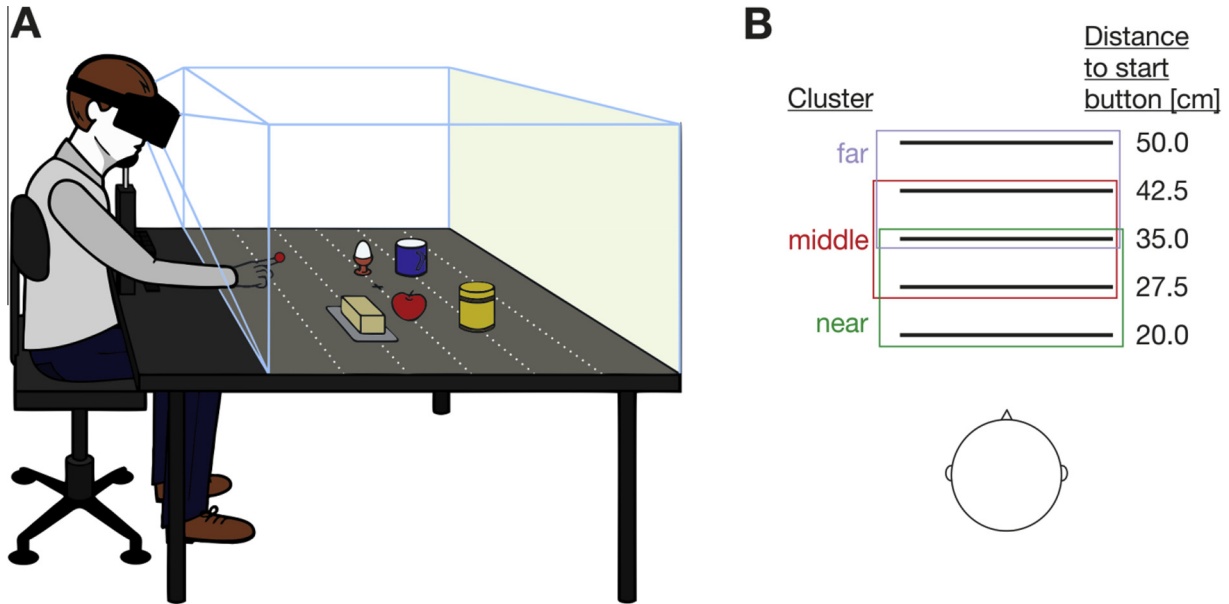 A
B
Distance
to start
button [cm]
Cluster
far
50.0
42.5
middle
35.0
27.5
near
20.0